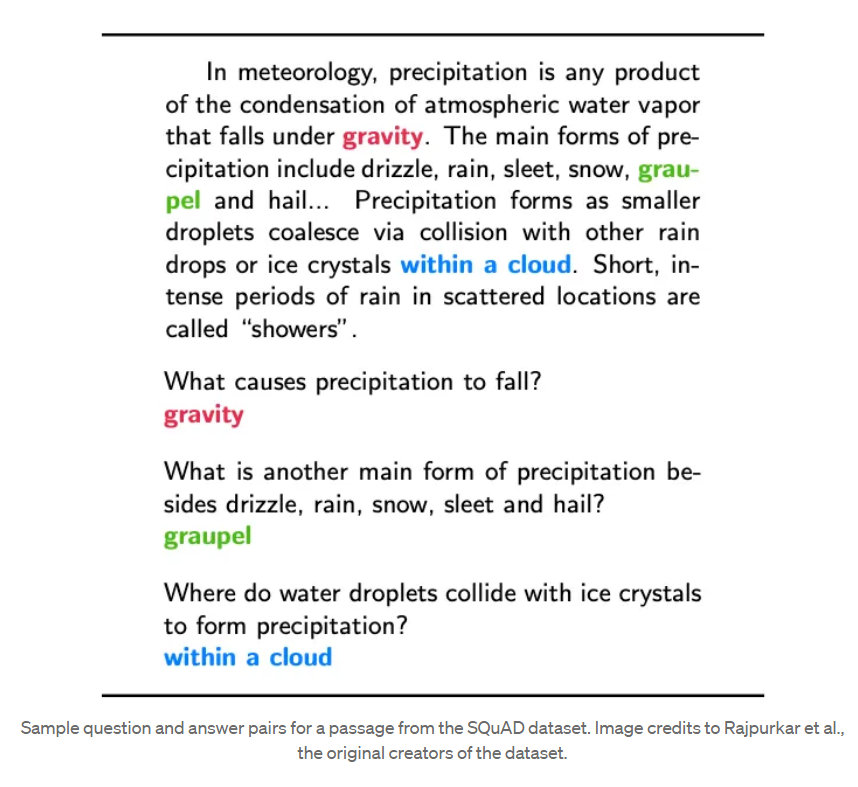 In meteorology, precipitation is any product
of the condensation of atmospheric water vapor
that falls under gravity. The main forms of pre-
cipitation include drizzle, rain, sleet, snow, grau-
pel and hail... Precipitation forms as smaller
droplets coalesce via collision with other rain
drops or ice crystals within a cloud. Short, in-
tense periods of rain in scattered locations are
called “showers”.
What causes precipitation to fall?
gravity
What is another main form of precipitation be-
sides drizzle, rain, snow, sleet and hail?
graupel
Where do water droplets collide with ice crystals
to form precipitation?
within a cloud
Sample question and answer pairs for a passage from the SQuAD dataset. Image credits to Rajpurkar et al.,
the original creators of the dataset.